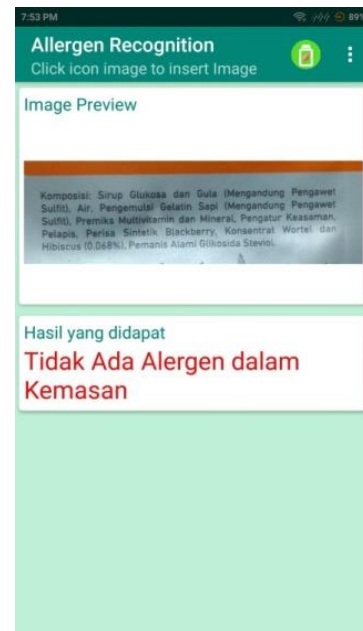 7:53 PM
Allergen Recognition
Click icon image to insert Image
Image Preview
Komposisi: Sirup Glukosa dan Gula (Mengandung Pengawet
Sulfit), Air, Pengemulsi Gelatin Sapi (Mengandung Pengawet
Sulfit), Premiks Multivitamin dan Mineral, Pengatur Keasaman,
Pelapis, Perisa Sintetik Blackberry, Konsentrat Wortel dan
Hibiscus (0.068%), Pemanis Alami Glikosida Steviol.
Hasil yang didapat
Tidak Ada Alergen dalam
Kemasan